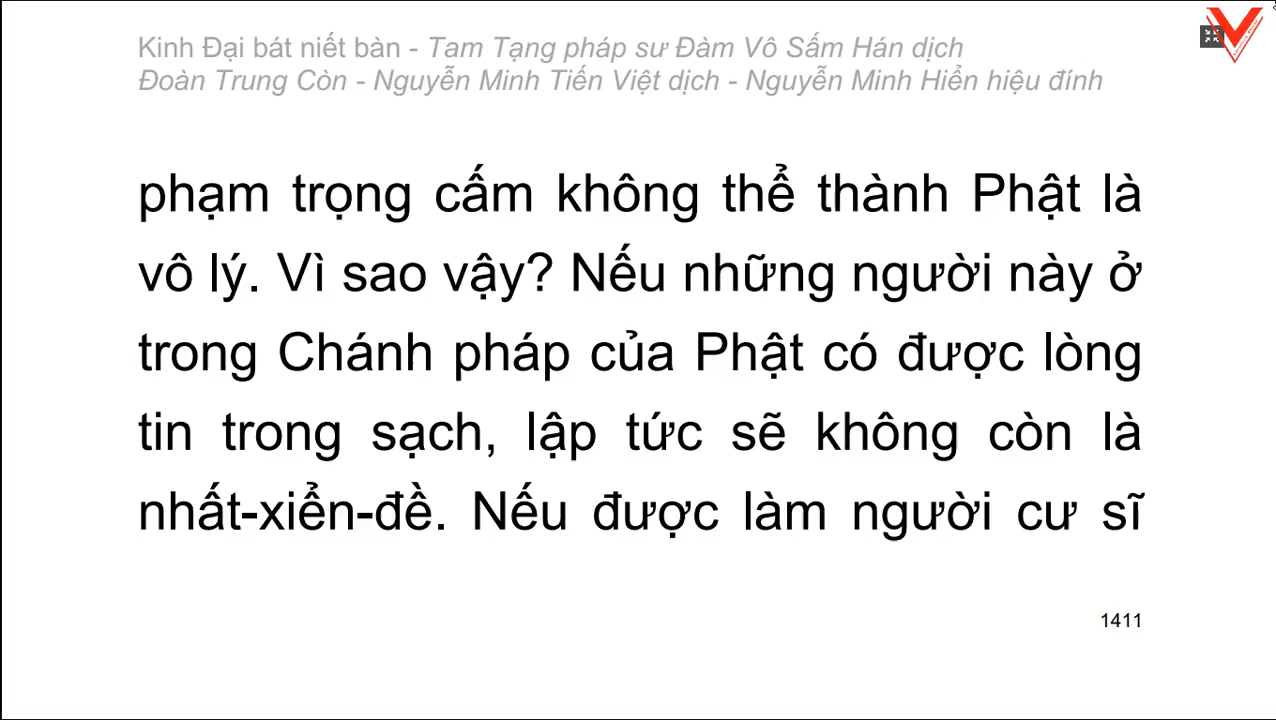 Kinh Đại bát niết bàn - Tam Tạng pháp sư Đàm Vô Sấm Hán dịch
Đoàn Trung Còn - Nguyễn Minh Tiến Việt dịch - Nguyễn Minh Hiển hiệu đính
phạm trọng cấm không thể thành Phật là
vô lý. Vì sao vậy? Nếu những người này ở
trong Chánh pháp của Phật có được lòng
tin trong sạch, lập tức sẽ không còn là
nhất-xiển-đề. Nếu được làm người cư sĩ
1411